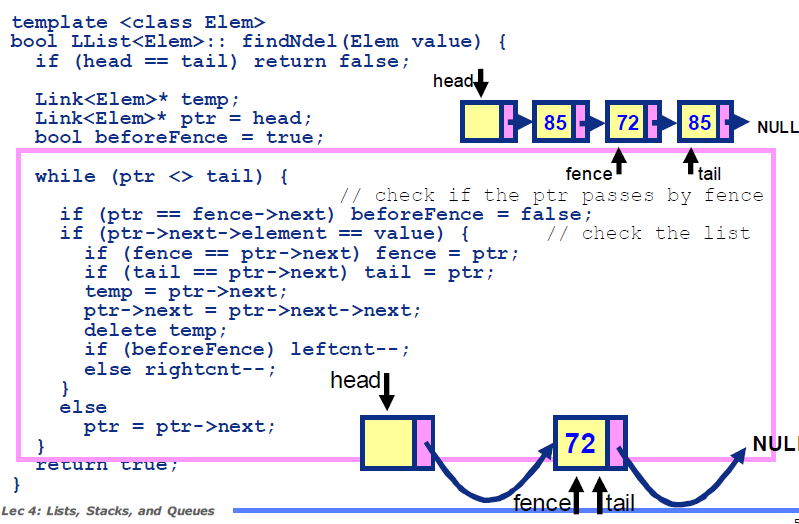 template <class Elem>
bool LList<Elem>:: findNdel(Elem value) {
if (head == tail) return false;
head
Link<Elem>* temp;
Link<Elem>* ptr = head;
bool beforeFence = true;
85 72 85 NULL
fence tail
while (ptr <> tail) {
// check if the ptr passes by fence
if (ptr == fence->next) beforeFence = false;
if (ptr->next->element == value) { // check the list
if (fence == ptr->next) fence = ptr;
if (tail == ptr->next) tail = ptr;
temp = ptr->next;
ptr->next = ptr->next->next;
delete temp;
if (beforeFence) leftcnt--;
else rightcnt--;
}
else
ptr = ptr->next;
}
return true;
}
head
72 NULL
fence tail
Lec 4: Lists, Stacks, and Queues